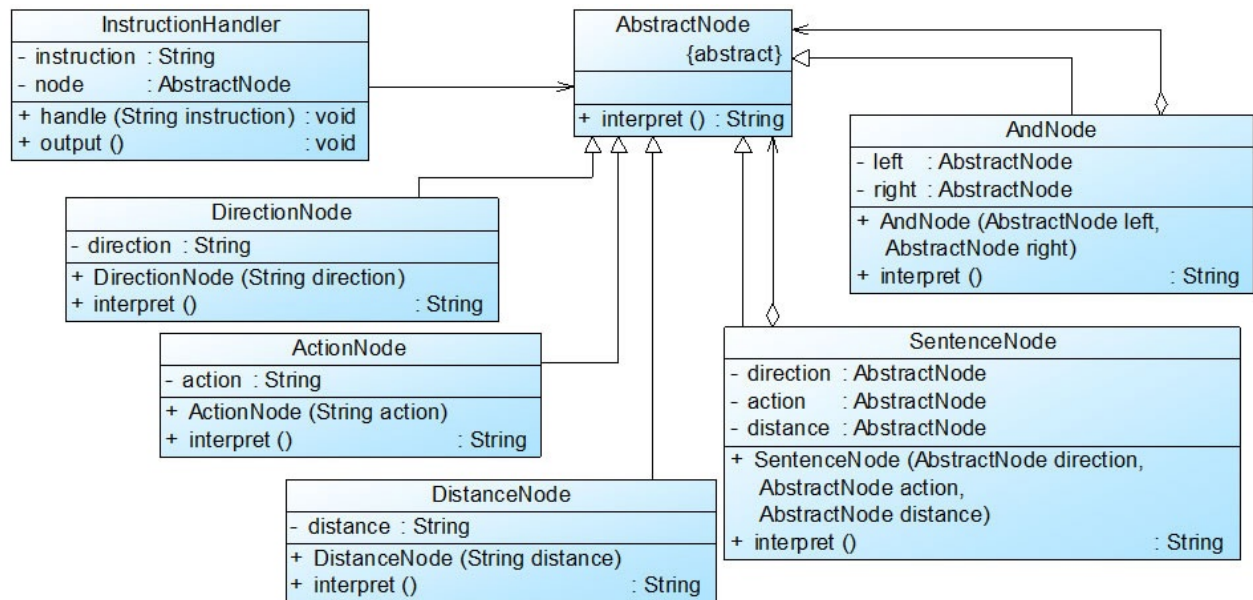 InstructionHandler
- instruction : String
- node : AbstractNode
+ handle (String instruction) : void
+ output () : void
AbstractNode
{abstract}
+ interpret () : String
AndNode
- left : AbstractNode
- right : AbstractNode
+ AndNode (AbstractNode left,
AbstractNode right)
+ interpret () : String
DirectionNode
- direction : String
+ DirectionNode (String direction)
+ interpret () : String
ActionNode
- action : String
+ ActionNode (String action)
+ interpret () : String
SentenceNode
- direction : AbstractNode
- action : AbstractNode
- distance : AbstractNode
+ SentenceNode (AbstractNode direction,
AbstractNode action,
AbstractNode distance)
+ interpret () : String
DistanceNode
- distance : String
+ DistanceNode (String distance)
+ interpret () : String